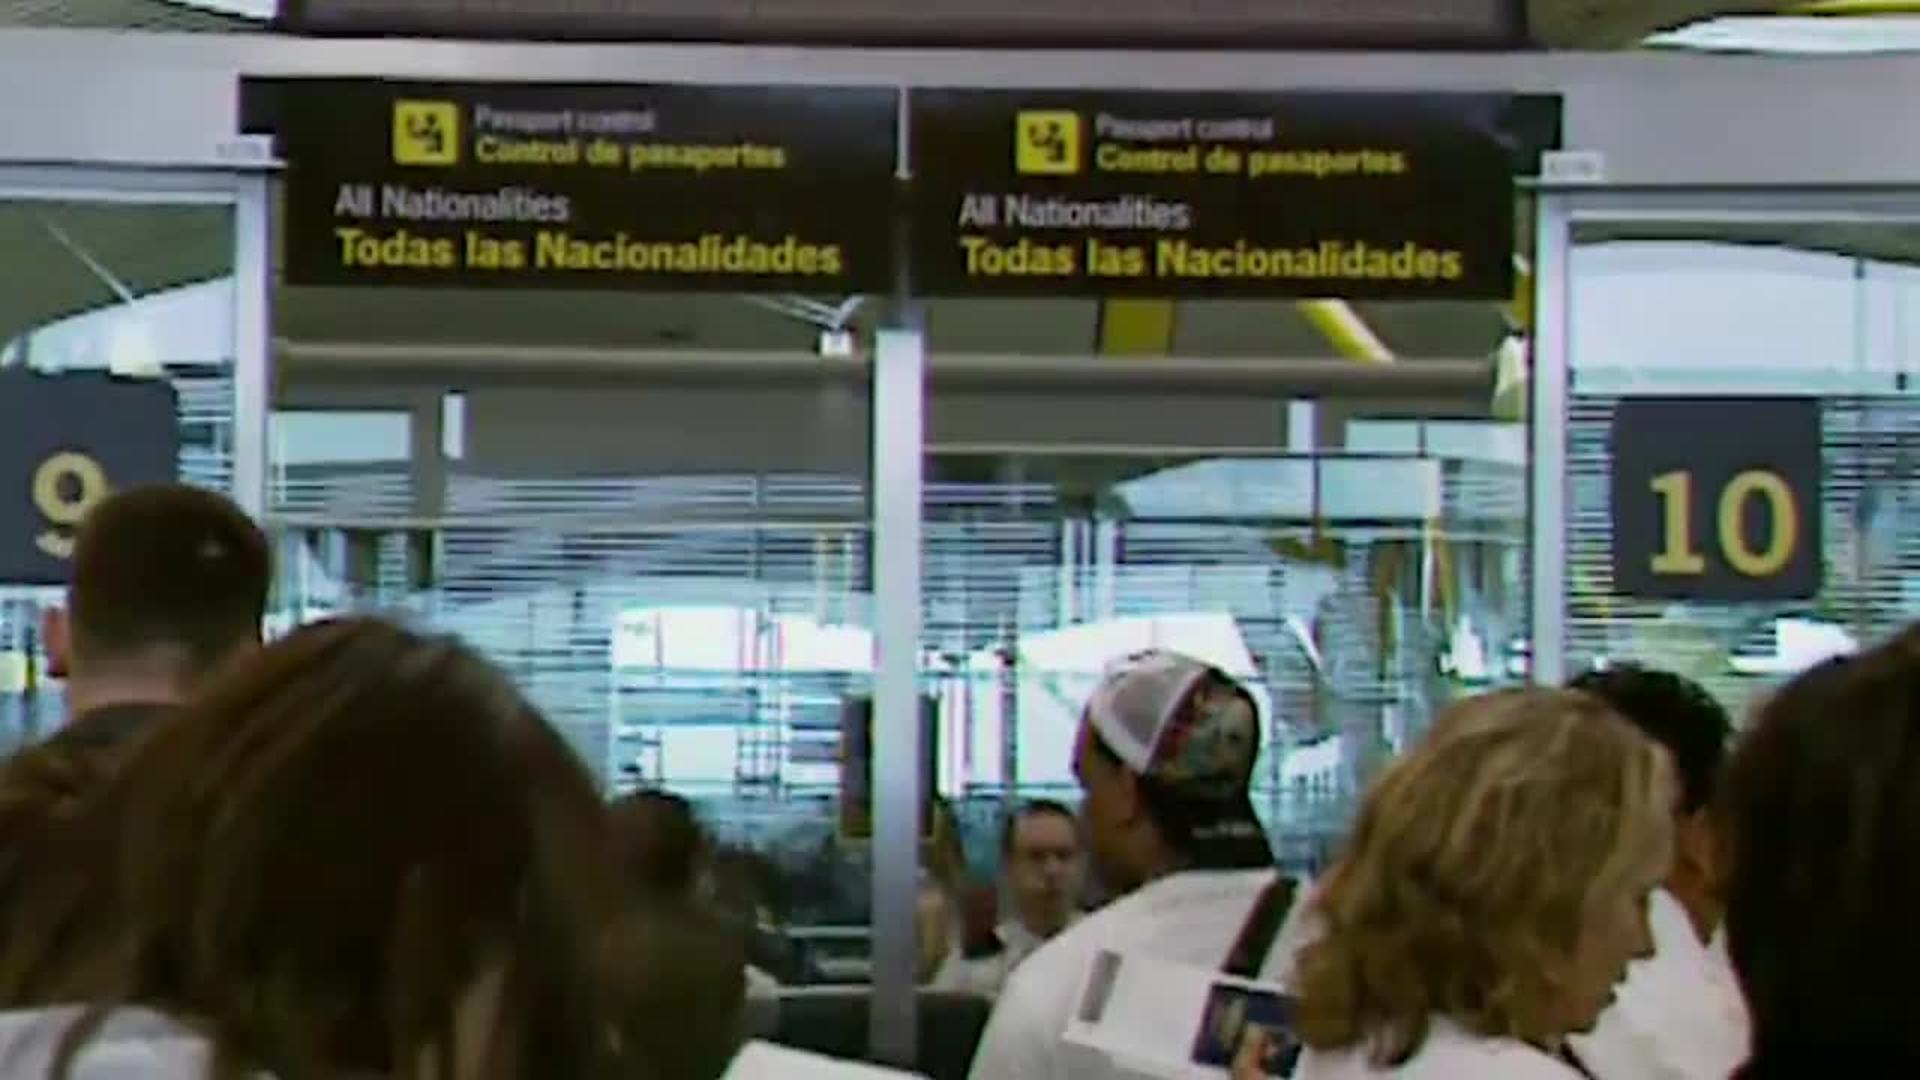 Passport control
Control de pasaportes
All Nationalities
Todas las Nacionalidades
Passport control
Control de pasaportes
All Nationalities
Todas las Nacionalidades
9
10